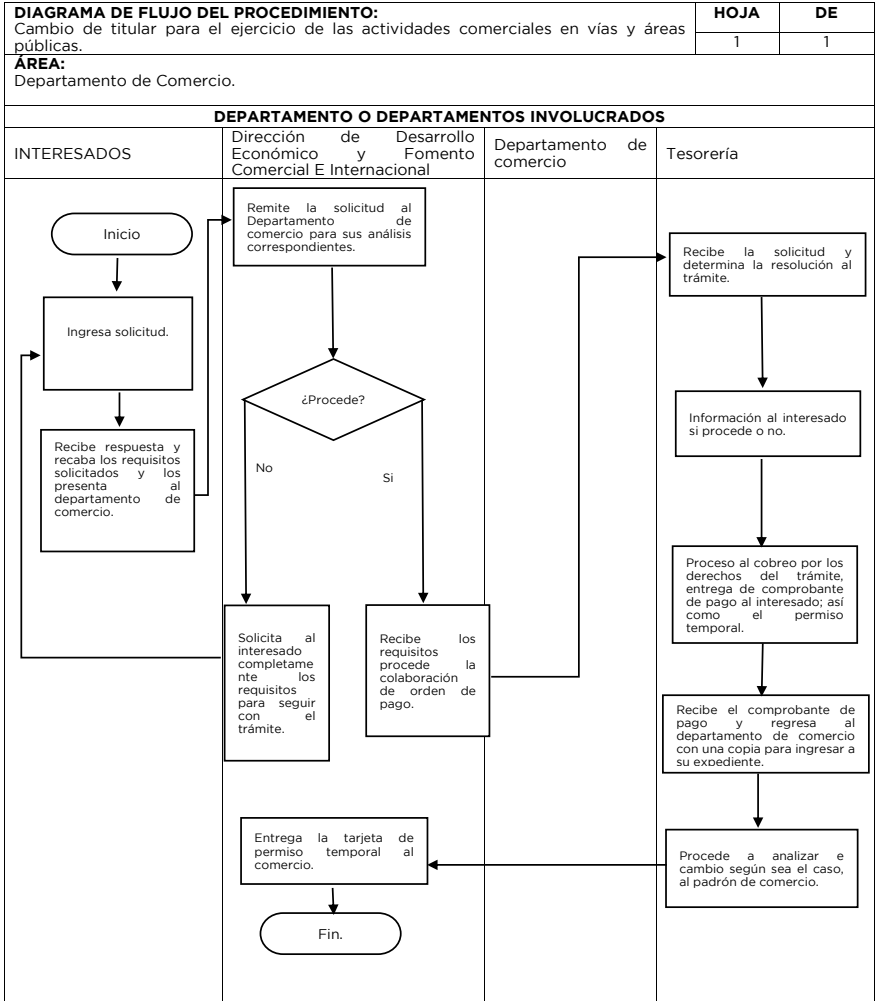 DIAGRAMA DE FLUJO DEL PROCEDIMIENTO:
Cambio de titular para el ejercicio de las actividades comerciales en vías y áreas
públicas.
HOJA
DE
1
1
ÁREA:
Departamento de Comercio.
DEPARTAMENTO O DEPARTAMENTOS INVOLUCRADOS
INTERESADOS
Dirección de Desarrollo
Económico y Fomento
Comercial E Internacional
Departamento de
comercio
Tesorería
Inicio
Ingresa solicitud.
Recibe respuesta y
recaba los requisitos
solicitados y los
presenta al
departamento de
comercio.
Remite la solicitud al
Departamento de
comercio para sus análisis
correspondientes.
¿Procede?
No
Si
Solicita al
interesado
completame
nte los
requisitos
para seguir
con el
trámite.
Recibe los
requisitos
procede la
colaboración
de orden de
pago.
Recibe la solicitud y
determina la resolución al
trámite.
Información al interesado
si procede o no.
Proceso al cobreo por los
derechos del trámite,
entrega de comprobante
de pago al interesado; así
como el permiso
temporal.
Recibe el comprobante de
pago y regresa al
departamento de comercio
con una copia para ingresar a
su expediente.
Procede a analizar e
cambio según sea el caso,
al padrón de comercio.
Entrega la tarjeta de
permiso temporal al
comercio.
Fin.